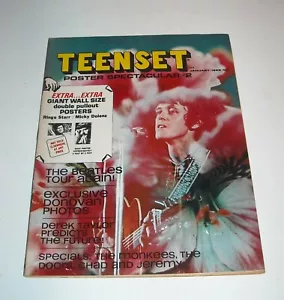 TEENSET
POSTER SPECTACULAR #2
EXTRA...EXTRA
GIANT WALL SIZE
double pullout
POSTERS
Ringo Starr / Micky Dolenz
THE BEATLES
TOUR again!
exclusive
DONOVAN
PHOTOS
DEREK TAYLOR
PREDICTS
THE FUTURE!
SPECIALS: THE MONKEES, THE
DOORS, CHAD AND JEREMY